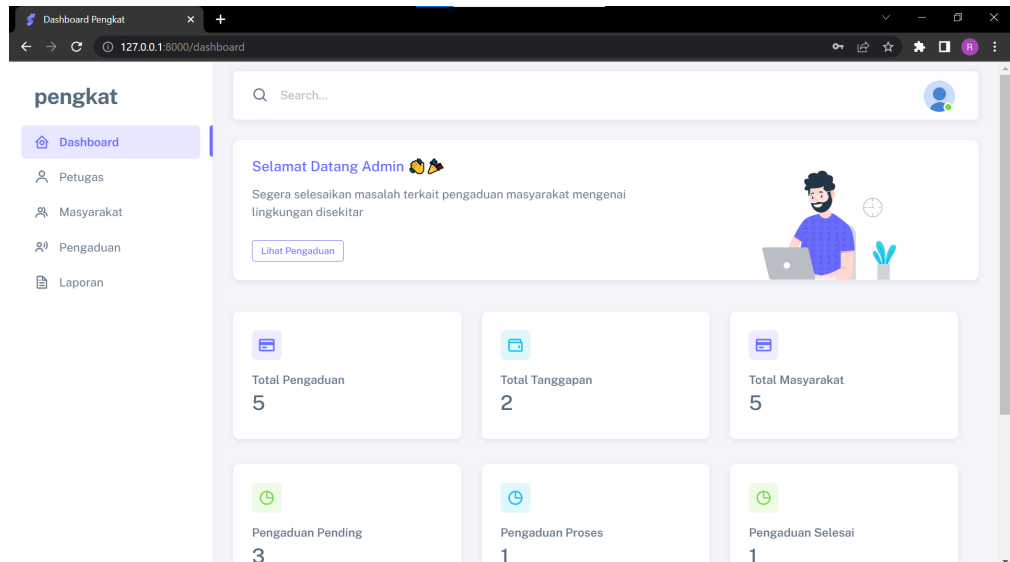 Dashboard Pengkat
127.0.0.1:8000/dashboard
R
pengkat
Dashboard
Petugas
Masyarakat
Pengaduan
Laporan
Search...
Selamat Datang Admin
Segera selesaikan masalah terkait pengaduan masyarakat mengenai
lingkungan disekitar
Lihat Pengaduan
Total Pengaduan
5
Total Tanggapan
2
Total Masyarakat
5
Pengaduan Pending
3
Pengaduan Proses
1
Pengaduan Selesai
1